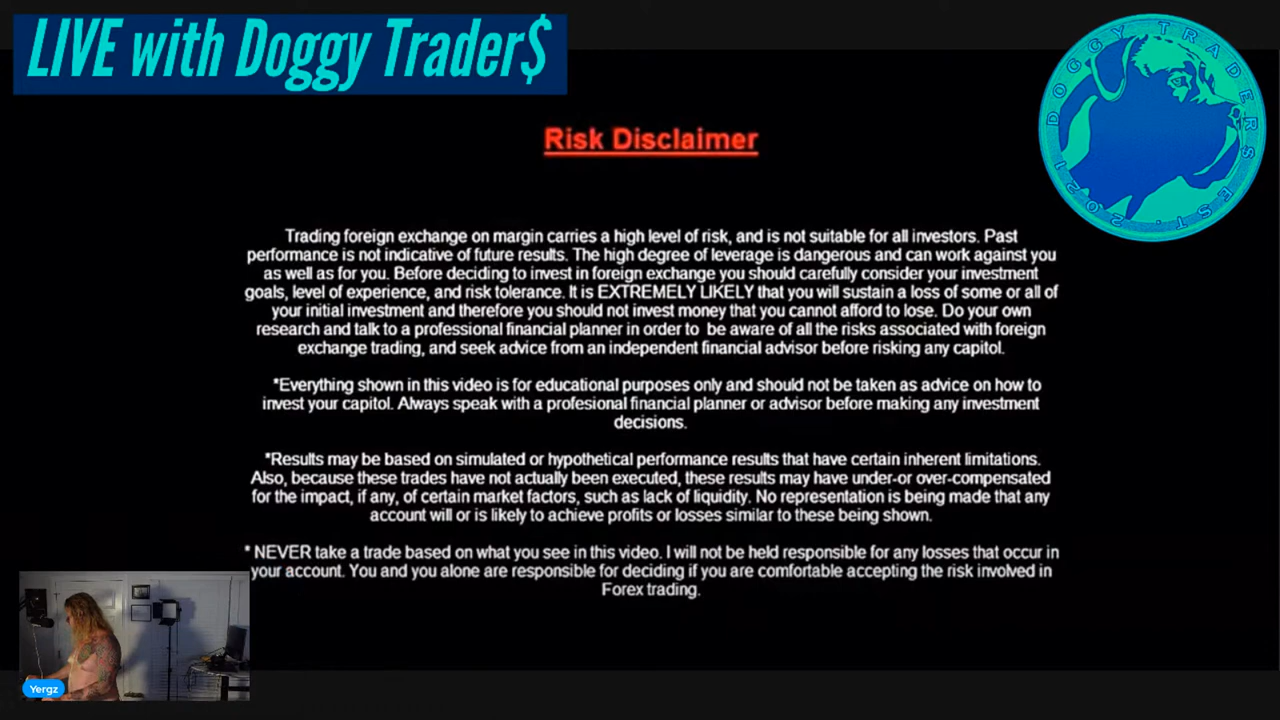 LIVE with Doggy Trader$
DOGGY TRADER$ EST. 2021
Risk Disclaimer
Trading foreign exchange on margin carries a high level of risk, and is not suitable for all investors. Past
performance is not indicative of future results. The high degree of leverage is dangerous and can work against you
as well as for you. Before deciding to invest in foreign exchange you should carefully consider your investment
goals, level of experience, and risk tolerance. It is EXTREMELY LIKELY that you will sustain a loss of some or all of
your initial investment and therefore you should not invest money that you cannot afford to lose. Do your own
research and talk to a professional financial planner in order to be aware of all the risks associated with foreign
exchange trading, and seek advice from an independent financial advisor before risking any capitol.
*Everything shown in this video is for educational purposes only and should not be taken as advice on how to
invest your capitol. Always speak with a profesional financial planner or advisor before making any investment
decisions.
*Results may be based on simulated or hypothetical performance results that have certain inherent limitations.
Also, because these trades have not actually been executed, these results may have under-or over-compensated
for the impact, if any, of certain market factors, such as lack of liquidity. No representation is being made that any
account will or is likely to achieve profits or losses similar to these being shown.
* NEVER take a trade based on what you see in this video. I will not be held responsible for any losses that occur in
your account. You and you alone are responsible for deciding if you are comfortable accepting the risk involved in
Forex trading.
Yergz